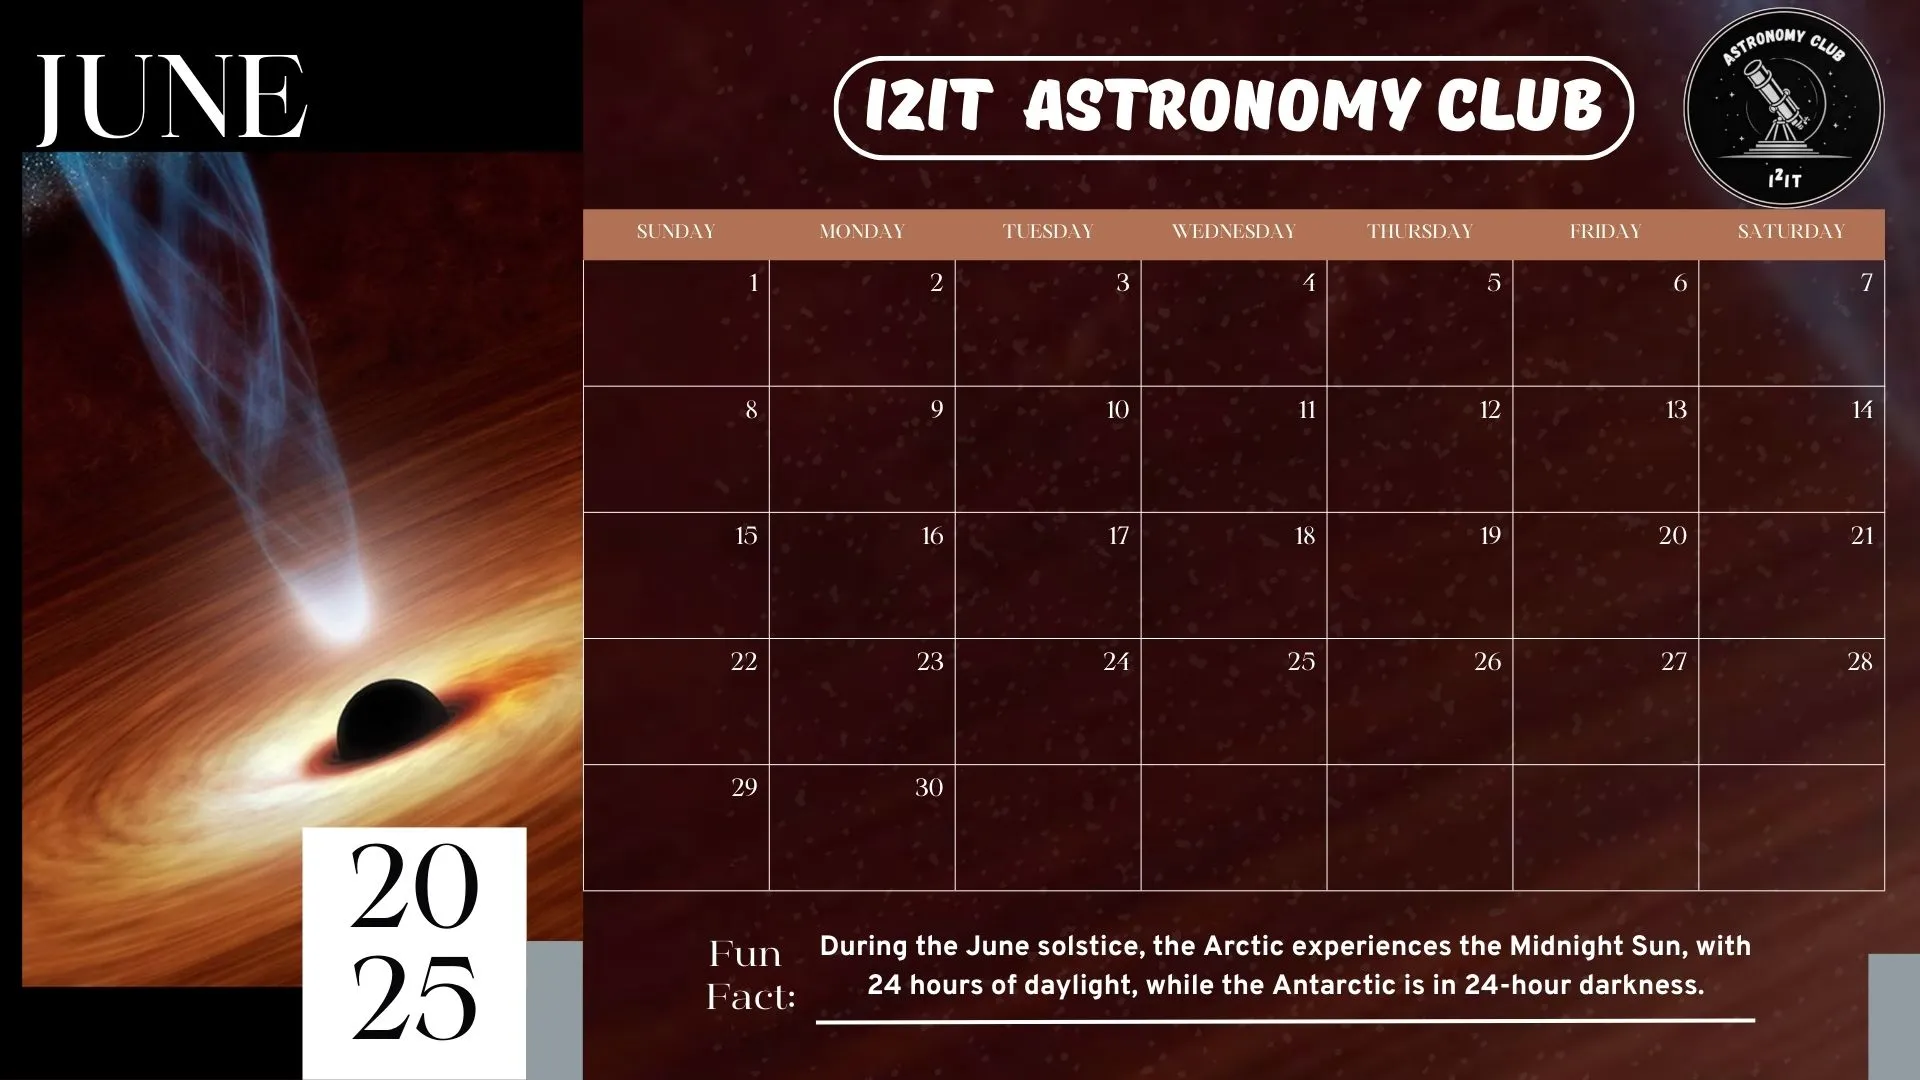 JUNE
I2IT ASTRONOMY CLUB
ASTRONOMY CLUB
I²IT
SUNDAY MONDAY TUESDAY WEDNESDAY THURSDAY FRIDAY SATURDAY
1 2 3 4 5 6 7
8 9 10 11 12 13 14
15 16 17 18 19 20 21
22 23 24 25 26 27 28
29 30
20
25
Fun
Fact:
During the June solstice, the Arctic experiences the Midnight Sun, with
24 hours of daylight, while the Antarctic is in 24-hour darkness.